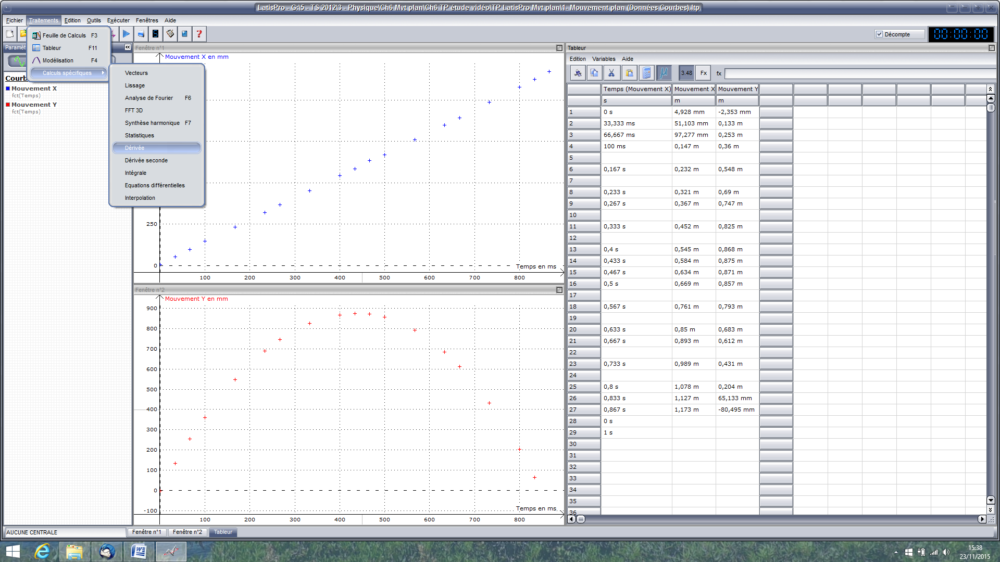 LatisPro - G:\5 - TS 2012\3 - Physique\Ch6 Mvt plan\Ch6 TP étude vidéo\TP LatisPro Mvt plan\1- Mouvement plan (Données Courbes).ltp
Fichier Traitements Edition Outils Exécuter Fenêtres Aide
Décompte 00:00:00
Feuille de Calculs F3
Tableur F11
Modélisation F4
Calculs spécifiques
Vecteurs
Lissage
Analyse de Fourier F6
FFT 3D
Synthèse harmonique F7
Statistiques
Dérivée
Dérivée seconde
Intégrale
Equations différentielles
Interpolation
Paramèt
Courb
Mouvement X
fct(Temps)
Mouvement Y
fct(Temps)
Fenêtre n°1
Mouvement X en mm
250
0
Temps en ms
100 200 300 400 500 600 700 800
Fenêtre n°2
Mouvement Y en mm
900
800
700
600
500
400
300
200
100
0
-100
Temps en ms
100 200 300 400 500 600 700 800
Tableur
Edition Variables Aide
3.48 Fx fx
Temps (Mouvement X) Mouvement X Mouvement Y
s m m
1 0 s 4,928 mm -2,353 mm
2 33,333 ms 51,103 mm 0,133 m
3 66,667 ms 97,277 mm 0,253 m
4 100 ms 0,147 m 0,36 m
5
6 0,167 s 0,232 m 0,548 m
7
8 0,233 s 0,321 m 0,69 m
9 0,267 s 0,367 m 0,747 m
10
11 0,333 s 0,452 m 0,825 m
12
13 0,4 s 0,545 m 0,868 m
14 0,433 s 0,584 m 0,875 m
15 0,467 s 0,634 m 0,871 m
16 0,5 s 0,669 m 0,857 m
17
18 0,567 s 0,761 m 0,793 m
19
20 0,633 s 0,85 m 0,683 m
21 0,667 s 0,893 m 0,612 m
22
23 0,733 s 0,989 m 0,431 m
24
25 0,8 s 1,078 m 0,204 m
26 0,833 s 1,127 m 65,133 mm
27 0,867 s 1,173 m -80,495 mm
28 0 s
29 1 s
30
31
32
33
34
35
36
AUCUNE CENTRALE Fenêtre n°1 Fenêtre n°2 Tableur
15:38
23/11/2015